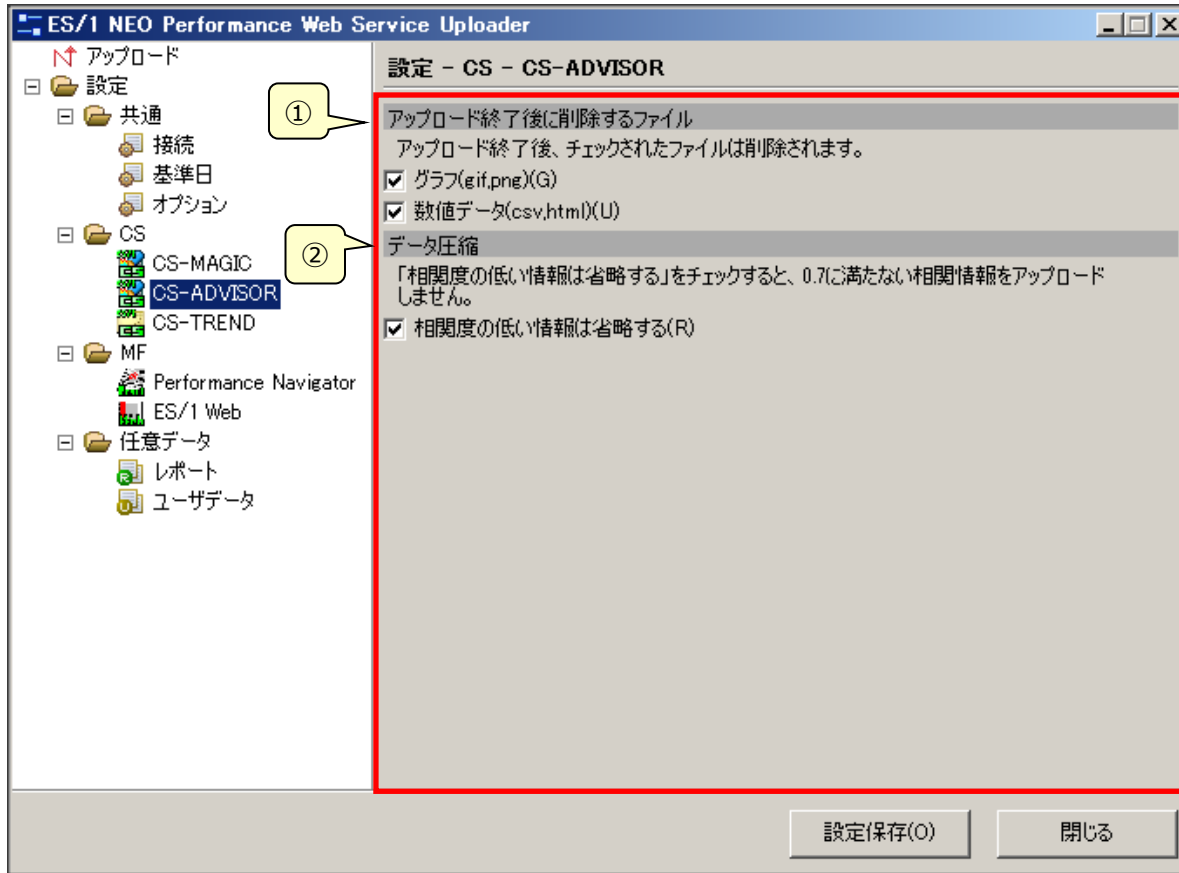 ES/1 NEO Performance Web Service Uploader
アップロード
設定
共通
接続
基準日
オプション
CS
CS-MAGIC
CS-ADVISOR
CS-TREND
MF
Performance Navigator
ES/1 Web
任意データ
レポート
ユーザデータ
設定 - CS - CS-ADVISOR
①
アップロード終了後に削除するファイル
アップロード終了後、チェックされたファイルは削除されます。
グラフ(gif,png)(G)
数値データ(csv,html)(U)
②
データ圧縮
「相関度の低い情報は省略する」をチェックすると、0.7に満たない相関情報をアップロード
しません。
相関度の低い情報は省略する(R)
設定保存(O)
閉じる